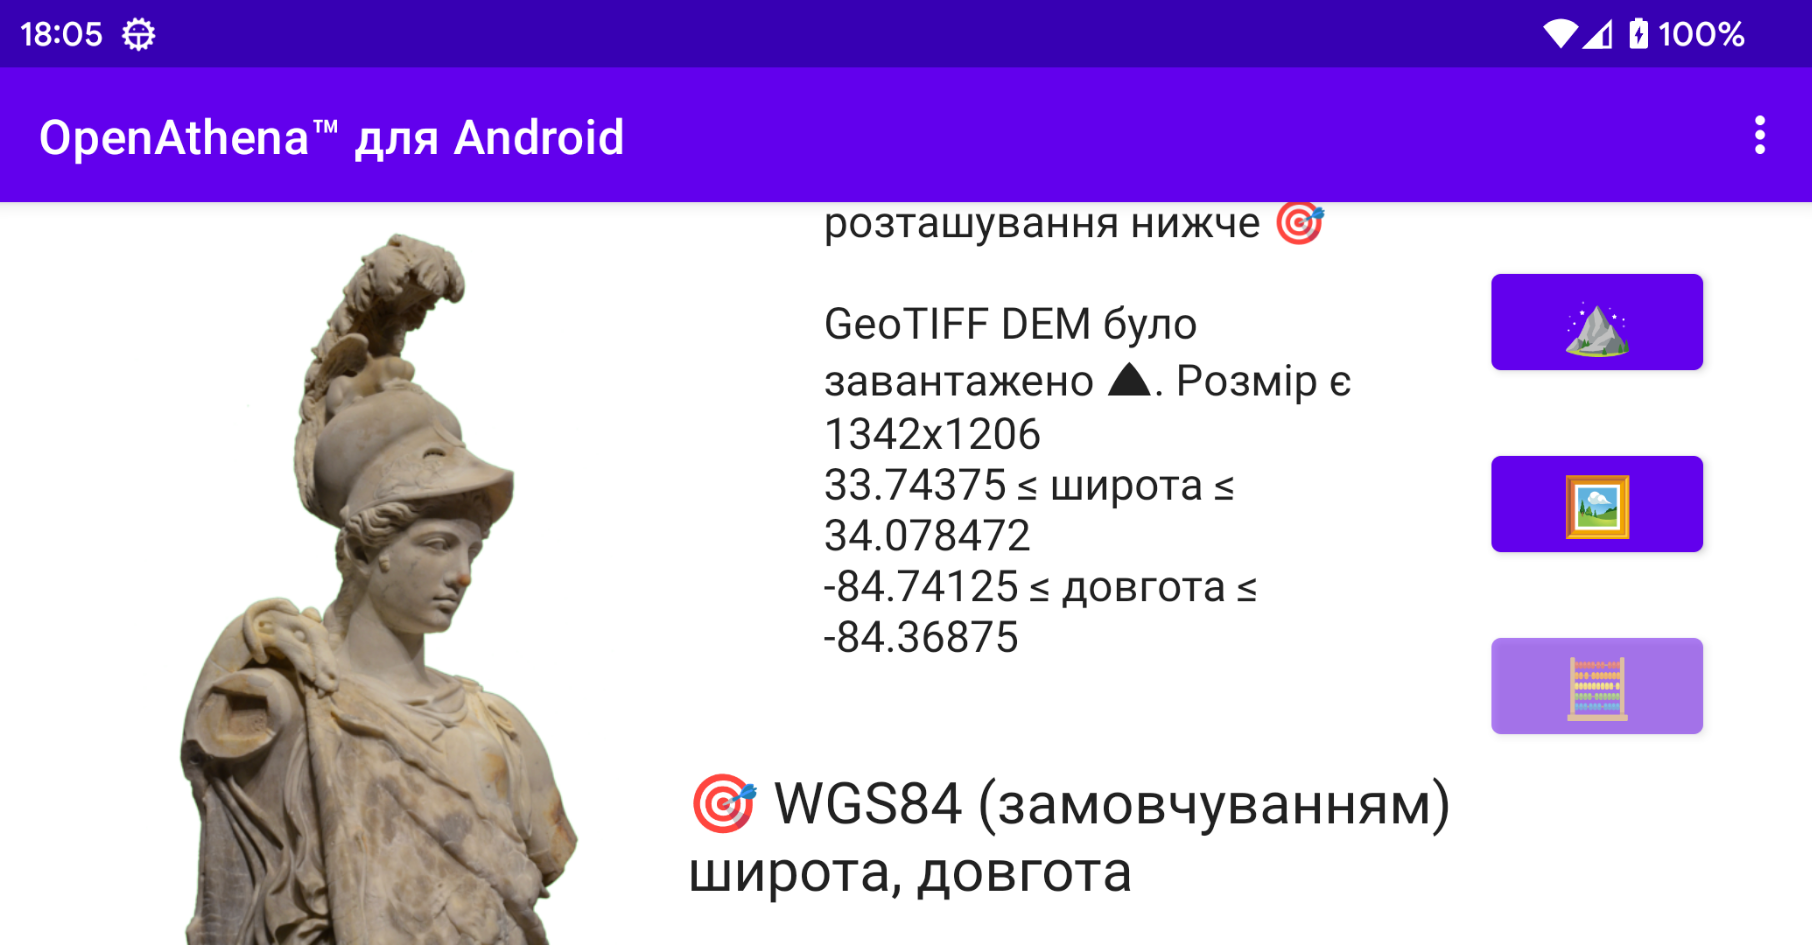 18:05
100%
OpenAthena™ для Android
розташування нижче 🎯
GeoTIFF DEM було
завантажено ⛰. Розмір є
1342x1206
33.74375 ≤ широта ≤
34.078472
-84.74125 ≤ довгота ≤
-84.36875
🎯 WGS84 (замовчуванням)
широта, довгота